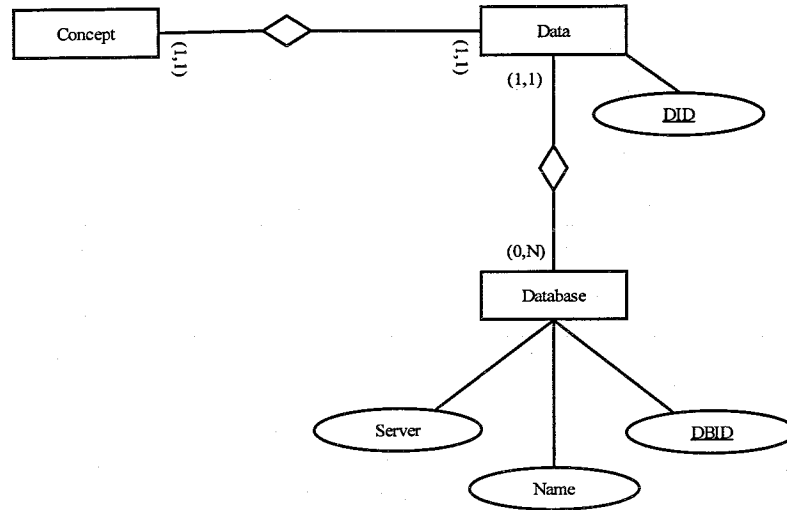 Concept
Data
(1,1)
(1,1)
(1,1)
DID
(0,N)
Database
Server
DBID
Name